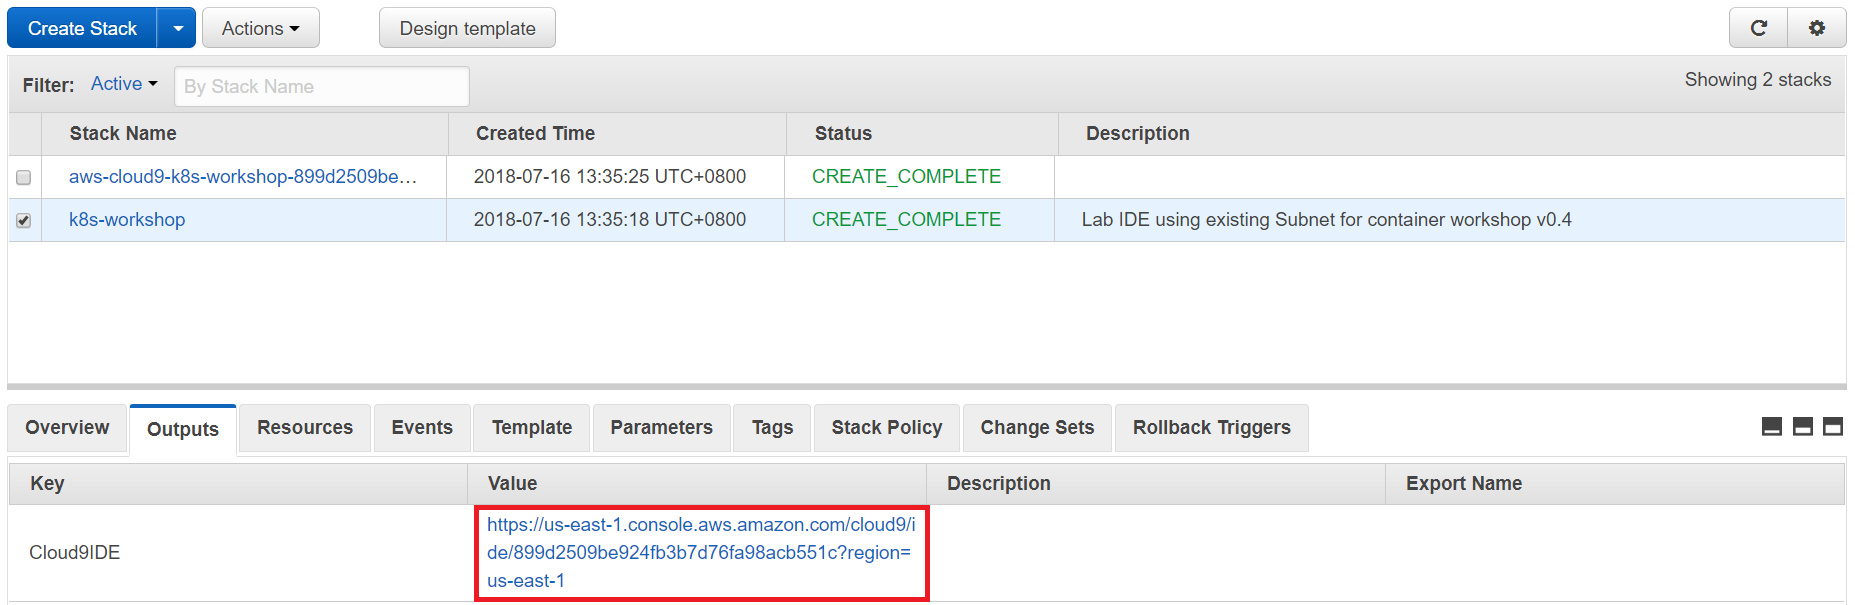 Create Stack
Actions
Design template
Filter:
Active
By Stack Name
Showing 2 stacks
Stack Name
Created Time
Status
Description
aws-cloud9-k8s-workshop-899d2509be…
2018-07-16 13:35:25 UTC+0800
CREATE_COMPLETE
k8s-workshop
2018-07-16 13:35:18 UTC+0800
CREATE_COMPLETE
Lab IDE using existing Subnet for container workshop v0.4
Overview
Outputs
Resources
Events
Template
Parameters
Tags
Stack Policy
Change Sets
Rollback Triggers
Key
Value
Description
Export Name
Cloud9IDE
https://us-east-1.console.aws.amazon.com/cloud9/i
de/899d2509be924fb3b7d76fa98acb551c?region=
us-east-1